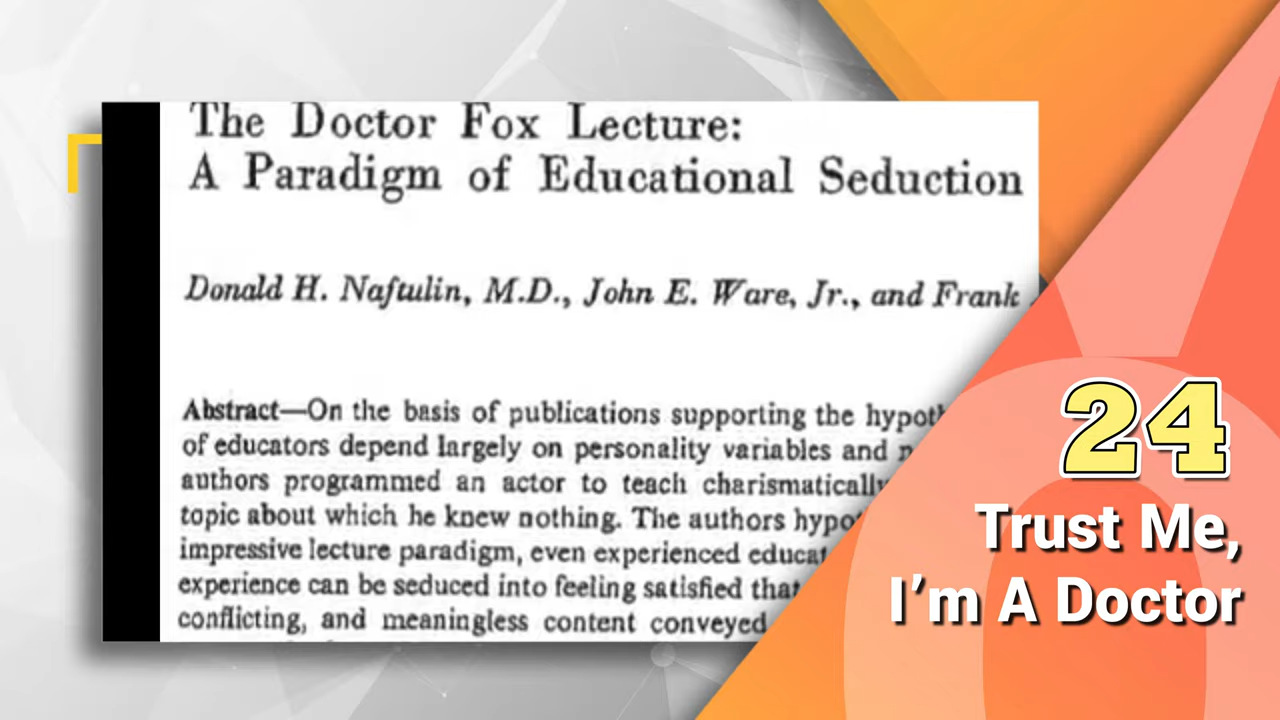 The Doctor Fox Lecture:
A Paradigm of Educational Seduction
Donald H. Naftulin, M.D., John E. Ware, Jr., and Frank
Abstract—On the basis of publications supporting the
of educators depend largely on personality variables and
authors programmed an actor to teach charismatically
topic about which he knew nothing. The authors
impressive lecture paradigm, even experienced
experience can be seduced into feeling satisfied that
conflicting, and meaningless content conveyed
24
Trust Me,
I'm A Doctor